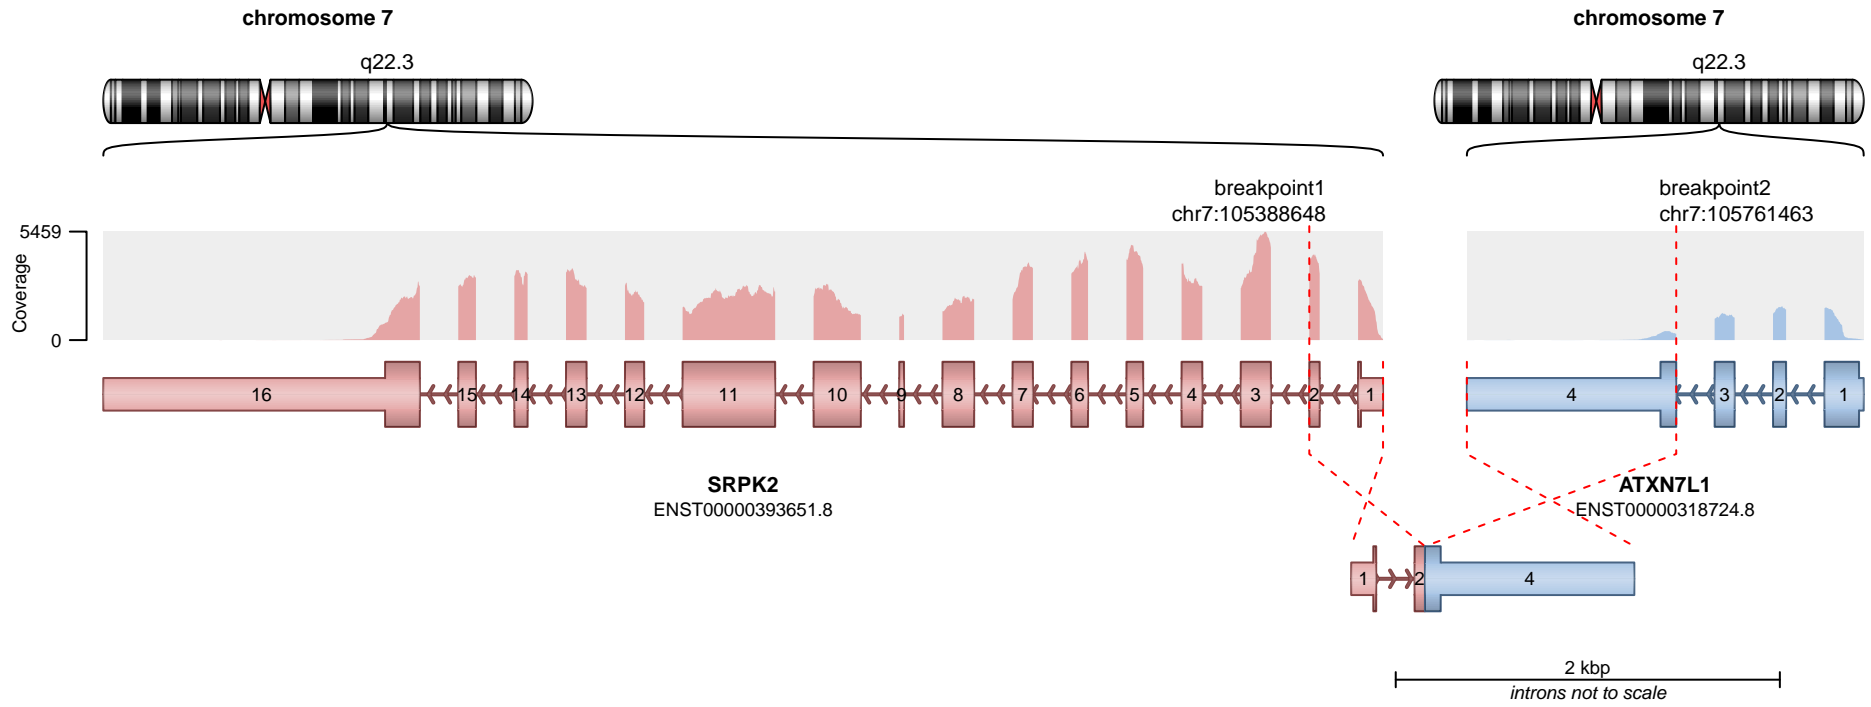 chromosome 7
chromosome 7
q22.3
q22.3
breakpoint1
chr7:105388648
breakpoint2
chr7:105761463
5459
Coverage
0
16 15 14 13 12 11 10 9 8 7 6 5 4 3 2 1
4 3 2 1
SRPK2
ENST00000393651.8
ATXN7L1
ENST00000318724.8
1 2 4
2 kbp
introns not to scale